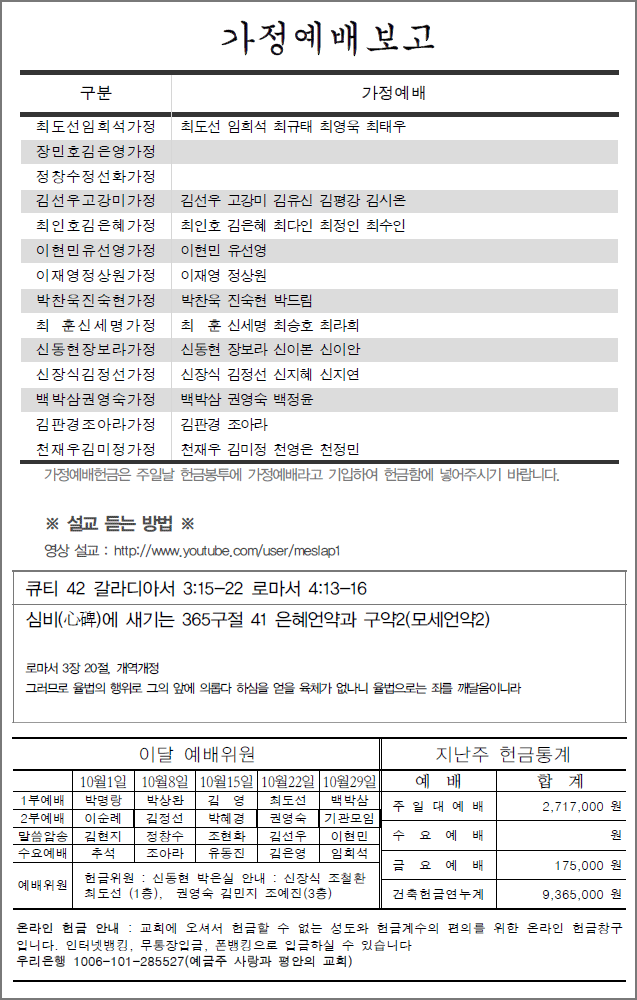 가정예배보고
구분 가정예배
최도선임희석가정 최도선 임희석 최규태 최영욱 최태우
장민호김은영가정
정창수정선화가정
김선우고강미가정 김선우 고강미 김유신 김평강 김시온
최인호김은혜가정 최인호 김은혜 최다인 최정인 최수인
이현민유선영가정 이현민 유선영
이재영정상원가정 이재영 정상원
박찬욱진숙현가정 박찬욱 진숙현 박드림
최 훈신세명가정 최 훈 신세명 최승호 최라희
신동현장보라가정 신동현 장보라 신이본 신이안
신장식김정선가정 신장식 김정선 신지혜 신지연
백박삼권영숙가정 백박삼 권영숙 백정윤
김판경조아라가정 김판경 조아라
천재우김미정가정 천재우 김미정 천영은 천정민
가정예배헌금은 주일날 헌금봉투에 가정예배라고 기입하여 헌금함에 넣어주시기 바랍니다.
※ 설교 듣는 방법 ※
영상 설교 : http://www.youtube.com/user/meslap1
큐티 42 갈라디아서 3:15-22 로마서 4:13-16
심비(心碑)에 새기는 365구절 41 은혜언약과 구약2(모세언약2)
로마서 3장 20절, 개역개정
그러므로 율법의 행위로 그의 앞에 의롭다 하심을 얻을 육체가 없나니 율법으로는 죄를 깨달음이니라
이달 예배위원
10월1일 10월8일 10월15일 10월22일 10월29일
1부예배 박명랑 박상완 김 영 최도선 백박삼
2부예배 이순례 김정선 박혜경 권영숙 기관모임
말씀암송 김현지 정창수 조현화 김선우 이현민
수요예배 추석 조아라 유동진 김은영 임희석
예배위원 헌금위원 : 신동현 박은실 안내 : 신장식 조철환
최도선 (1층), 권영숙 김민지 조예진(3층)
지난주 헌금통계
예 배 합 계
주 일 대 예 배 2,717,000 원
수 요 예 배 원
금 요 예 배 175,000 원
건축헌금연누계 9,365,000 원
온라인 헌금 안내 : 교회에 오셔서 헌금할 수 없는 성도와 헌금계수의 편의를 위한 온라인 헌금창구
입니다. 인터넷뱅킹, 무통장입금, 폰뱅킹으로 입금하실 수 있습니다
우리은행 1006-101-285527(예금주 사랑과 평안의 교회)